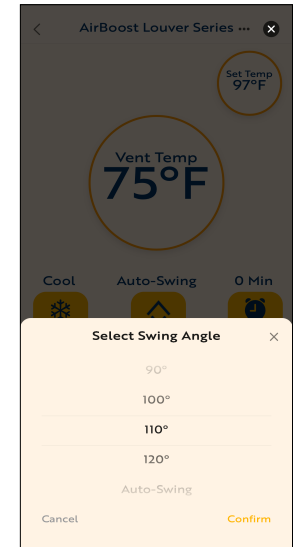 AirBoost Louver Series ...
Set Temp
97°F
Vent Temp
75°F
Cool Auto-Swing 0 Min
Select Swing Angle
90°
100°
110°
120°
Auto-Swing
Cancel Confirm